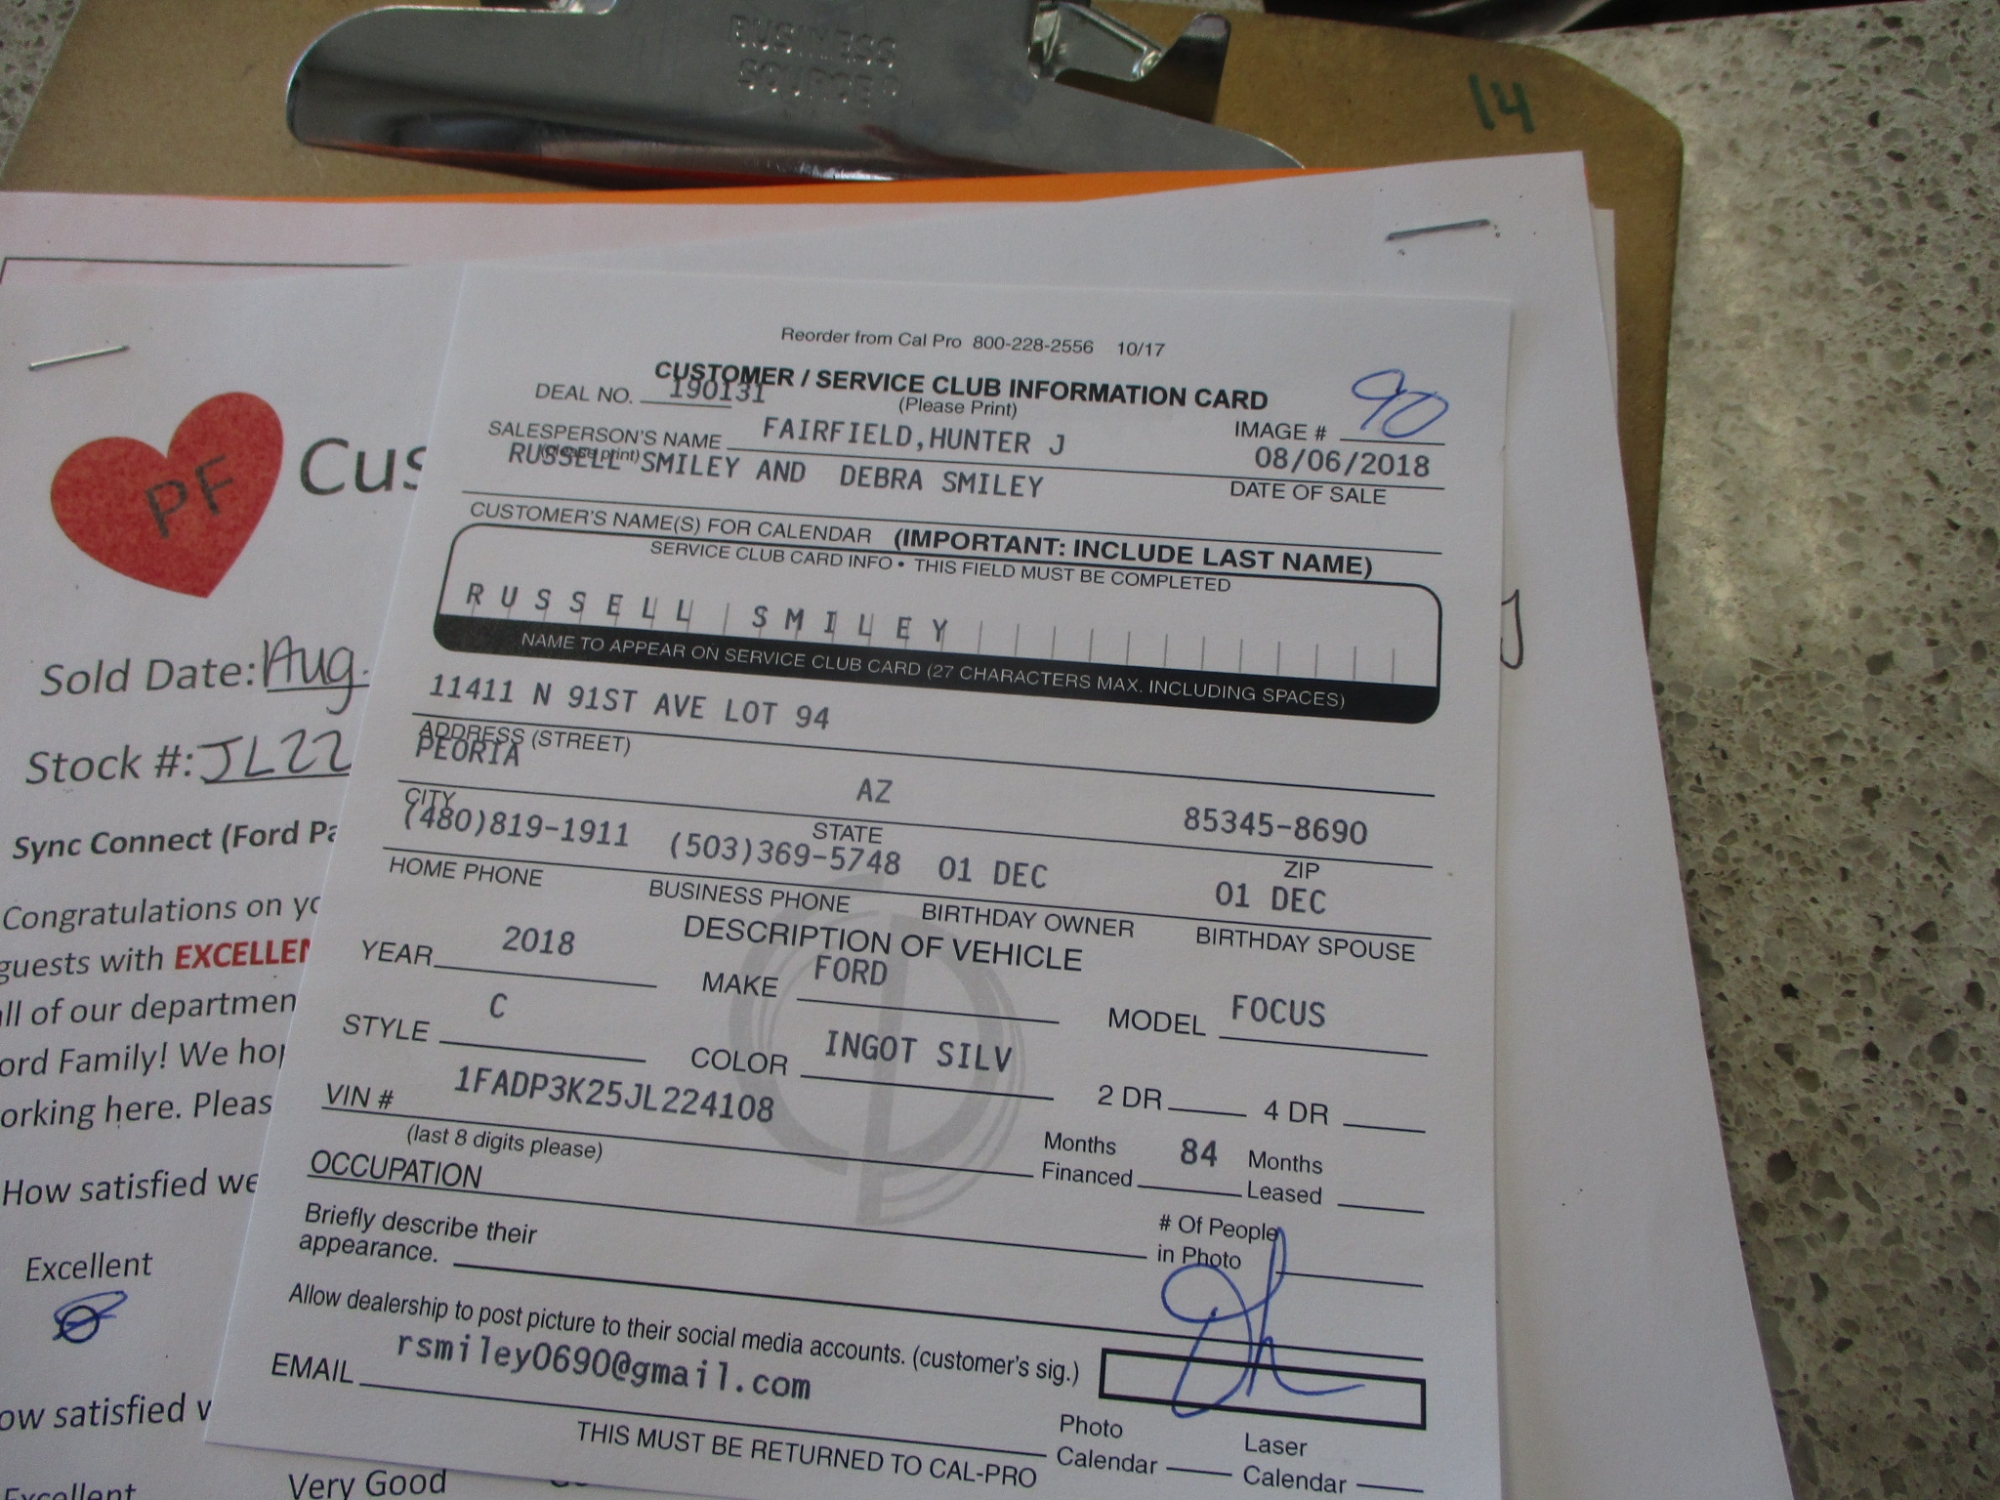 BUSINESS
SOURCE
14
Reorder from Cal Pro 800-228-2556 10/17
CUSTOMER / SERVICE CLUB INFORMATION CARD
DEAL NO. 190131
(Please Print)
IMAGE # 90
SALESPERSON'S NAME FAIRFIELD,HUNTER J
(Please print)
08/06/2018
DATE OF SALE
RUSSELL SMILEY AND DEBRA SMILEY
CUSTOMER'S NAME(S) FOR CALENDAR (IMPORTANT: INCLUDE LAST NAME)
SERVICE CLUB CARD INFO • THIS FIELD MUST BE COMPLETED
RUSSELL SMILEY
NAME TO APPEAR ON SERVICE CLUB CARD (27 CHARACTERS MAX. INCLUDING SPACES)
11411 N 91ST AVE LOT 94
ADDRESS (STREET)
PEORIA AZ 85345-8690
CITY STATE ZIP
(480)819-1911 (503)369-5748 01 DEC 01 DEC
HOME PHONE BUSINESS PHONE BIRTHDAY OWNER BIRTHDAY SPOUSE
DESCRIPTION OF VEHICLE
YEAR 2018 MAKE FORD MODEL FOCUS
STYLE C COLOR INGOT SILV 2 DR 4 DR
VIN # 1FADP3K25JL224108
(last 8 digits please)
Months Financed 84 Months Leased
OCCUPATION
# Of People in Photo
Briefly describe their
appearance.
Allow dealership to post picture to their social media accounts. (customer's sig.)
EMAIL rsmiley0690@gmail.com
Photo Calendar Laser Calendar
THIS MUST BE RETURNED TO CAL-PRO
PF
Cus
Sold Date: Aug.
Stock #: JL22
Sync Connect (Ford Pa
Congratulations on yo
guests with EXCELLEN
all of our departmen
ord Family! We hop
orking here. Pleas
How satisfied we
Excellent
ow satisfied w
Excellent Very Good